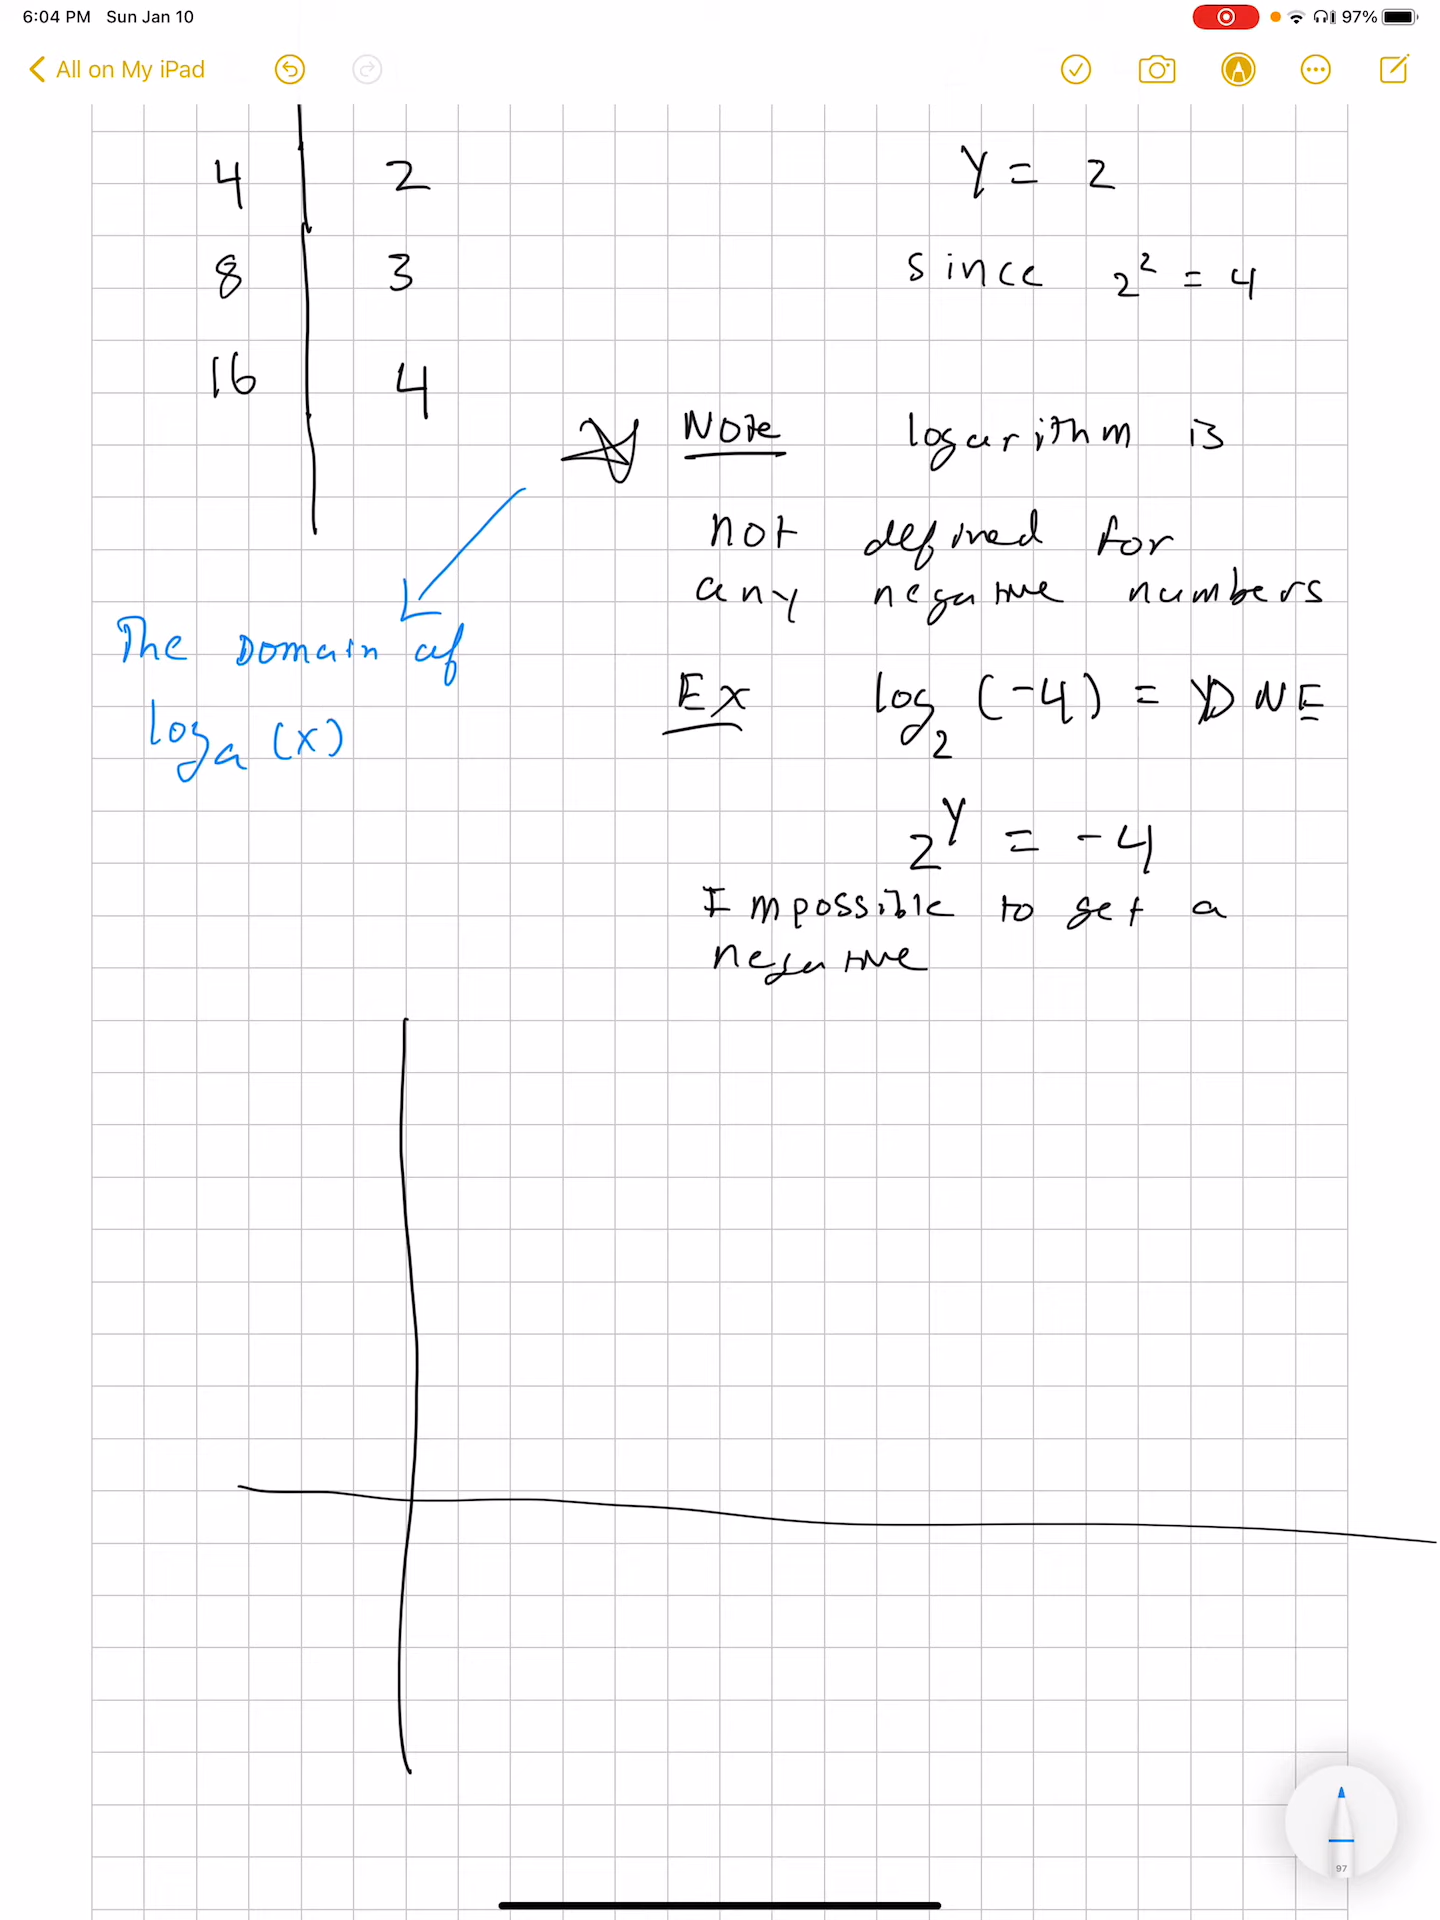 6:04 PM Sun Jan 10 97%
All on My iPad
4 2
8 3
16 4
Y = 2
since 2² = 4
Note logarithm is
not defined for
any negative numbers
Ex log₂ (-4) = DNE
2^Y = -4
Impossible to get a
negative
The Domain of
logₐ (x)
97